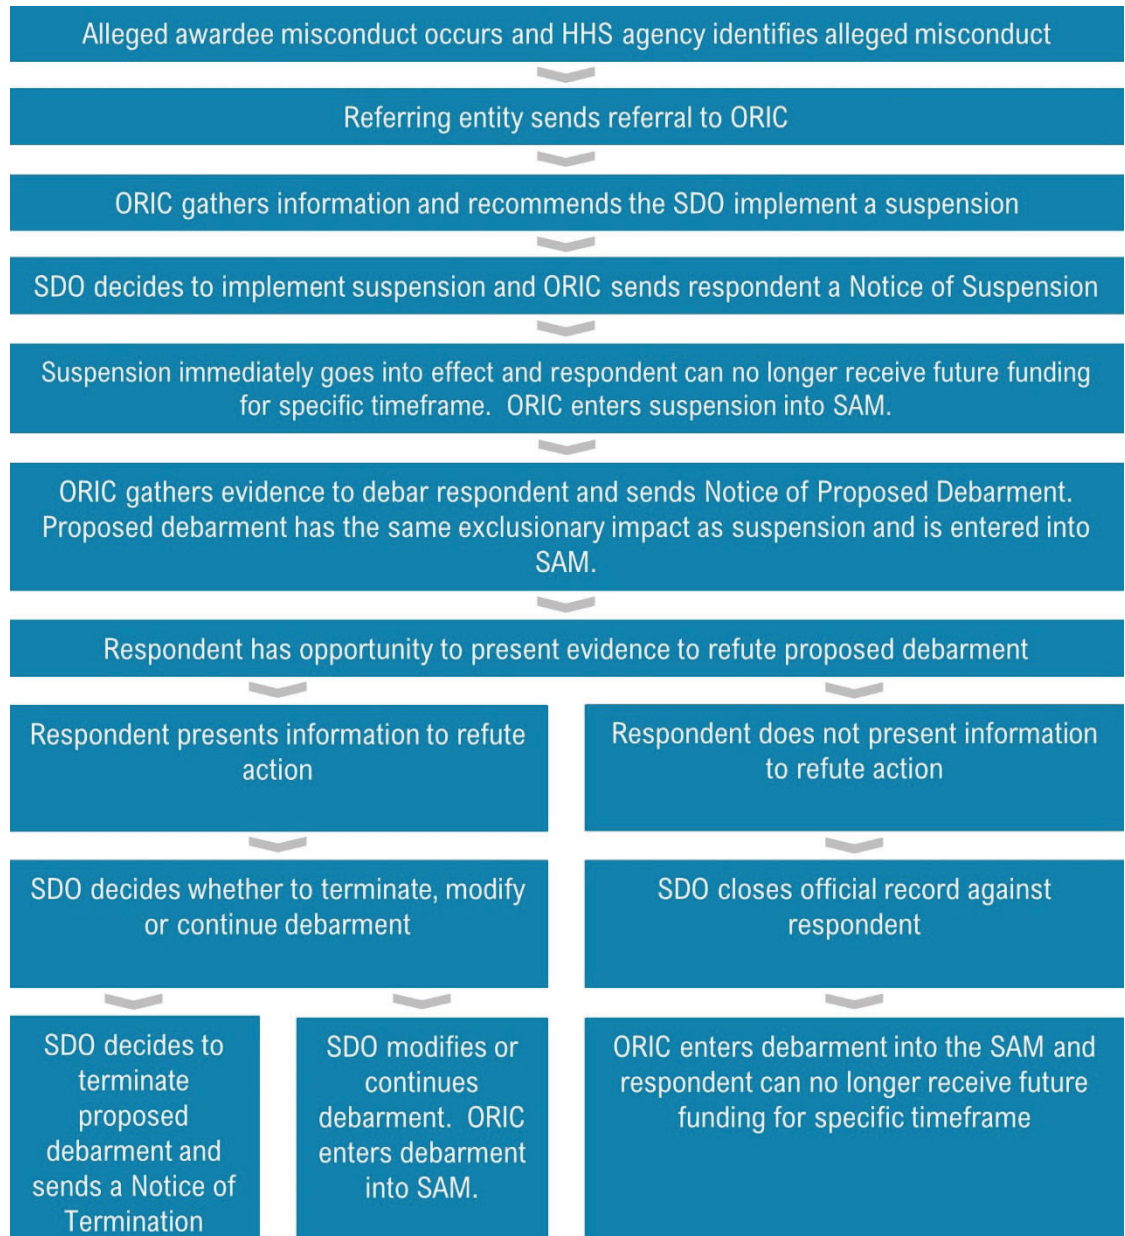 Alleged awardee misconduct occurs and HHS agency identifies alleged misconduct
Referring entity sends referral to ORIC
ORIC gathers information and recommends the SDO implement a suspension
SDO decides to implement suspension and ORIC sends respondent a Notice of Suspension
Suspension immediately goes into effect and respondent can no longer receive future funding
for specific timeframe.  ORIC enters suspension into SAM.
ORIC gathers evidence to debar respondent and sends Notice of Proposed Debarment.
Proposed debarment has the same exclusionary impact as suspension and is entered into
SAM.
Respondent has opportunity to present evidence to refute proposed debarment
Respondent presents information to refute
action
Respondent does not present information
to refute action
SDO decides whether to terminate, modify
or continue debarment
SDO closes official record against
respondent
SDO decides to
terminate
proposed
debarment and
sends a Notice of
Termination
SDO modifies or
continues
debarment.  ORIC
enters debarment
into SAM.
ORIC enters debarment into the SAM and
respondent can no longer receive future
funding for specific timeframe